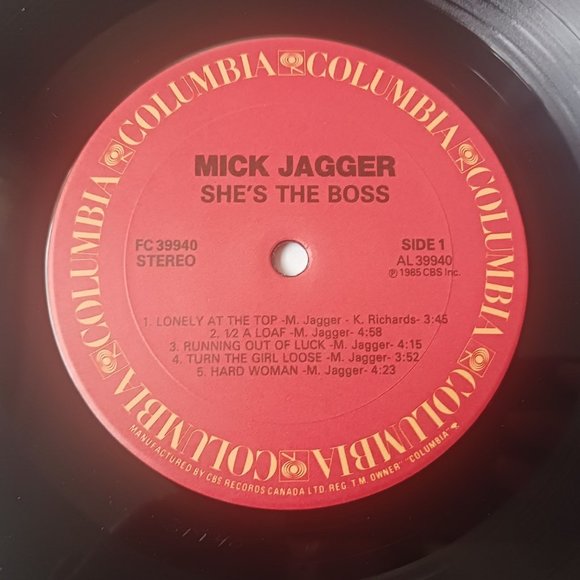 COLUMBIA COLUMBIA COLUMBIA COLUMBIA COLUMBIA COLUMBIA COLUMBIA COLUMBIA
MICK JAGGER
SHE'S THE BOSS
FC 39940
STEREO
SIDE 1
AL 39940
℗ 1985 CBS Inc.
1. LONELY AT THE TOP -M. Jagger - K. Richards- 3:45
2. 1/2 A LOAF -M. Jagger- 4:58
3. RUNNING OUT OF LUCK -M. Jagger- 4:15
4. TURN THE GIRL LOOSE -M. Jagger- 3:52
5. HARD WOMAN -M. Jagger- 4:23
MANUFACTURED BY CBS RECORDS CANADA LTD. REG. T.M. OWNER "COLUMBIA"